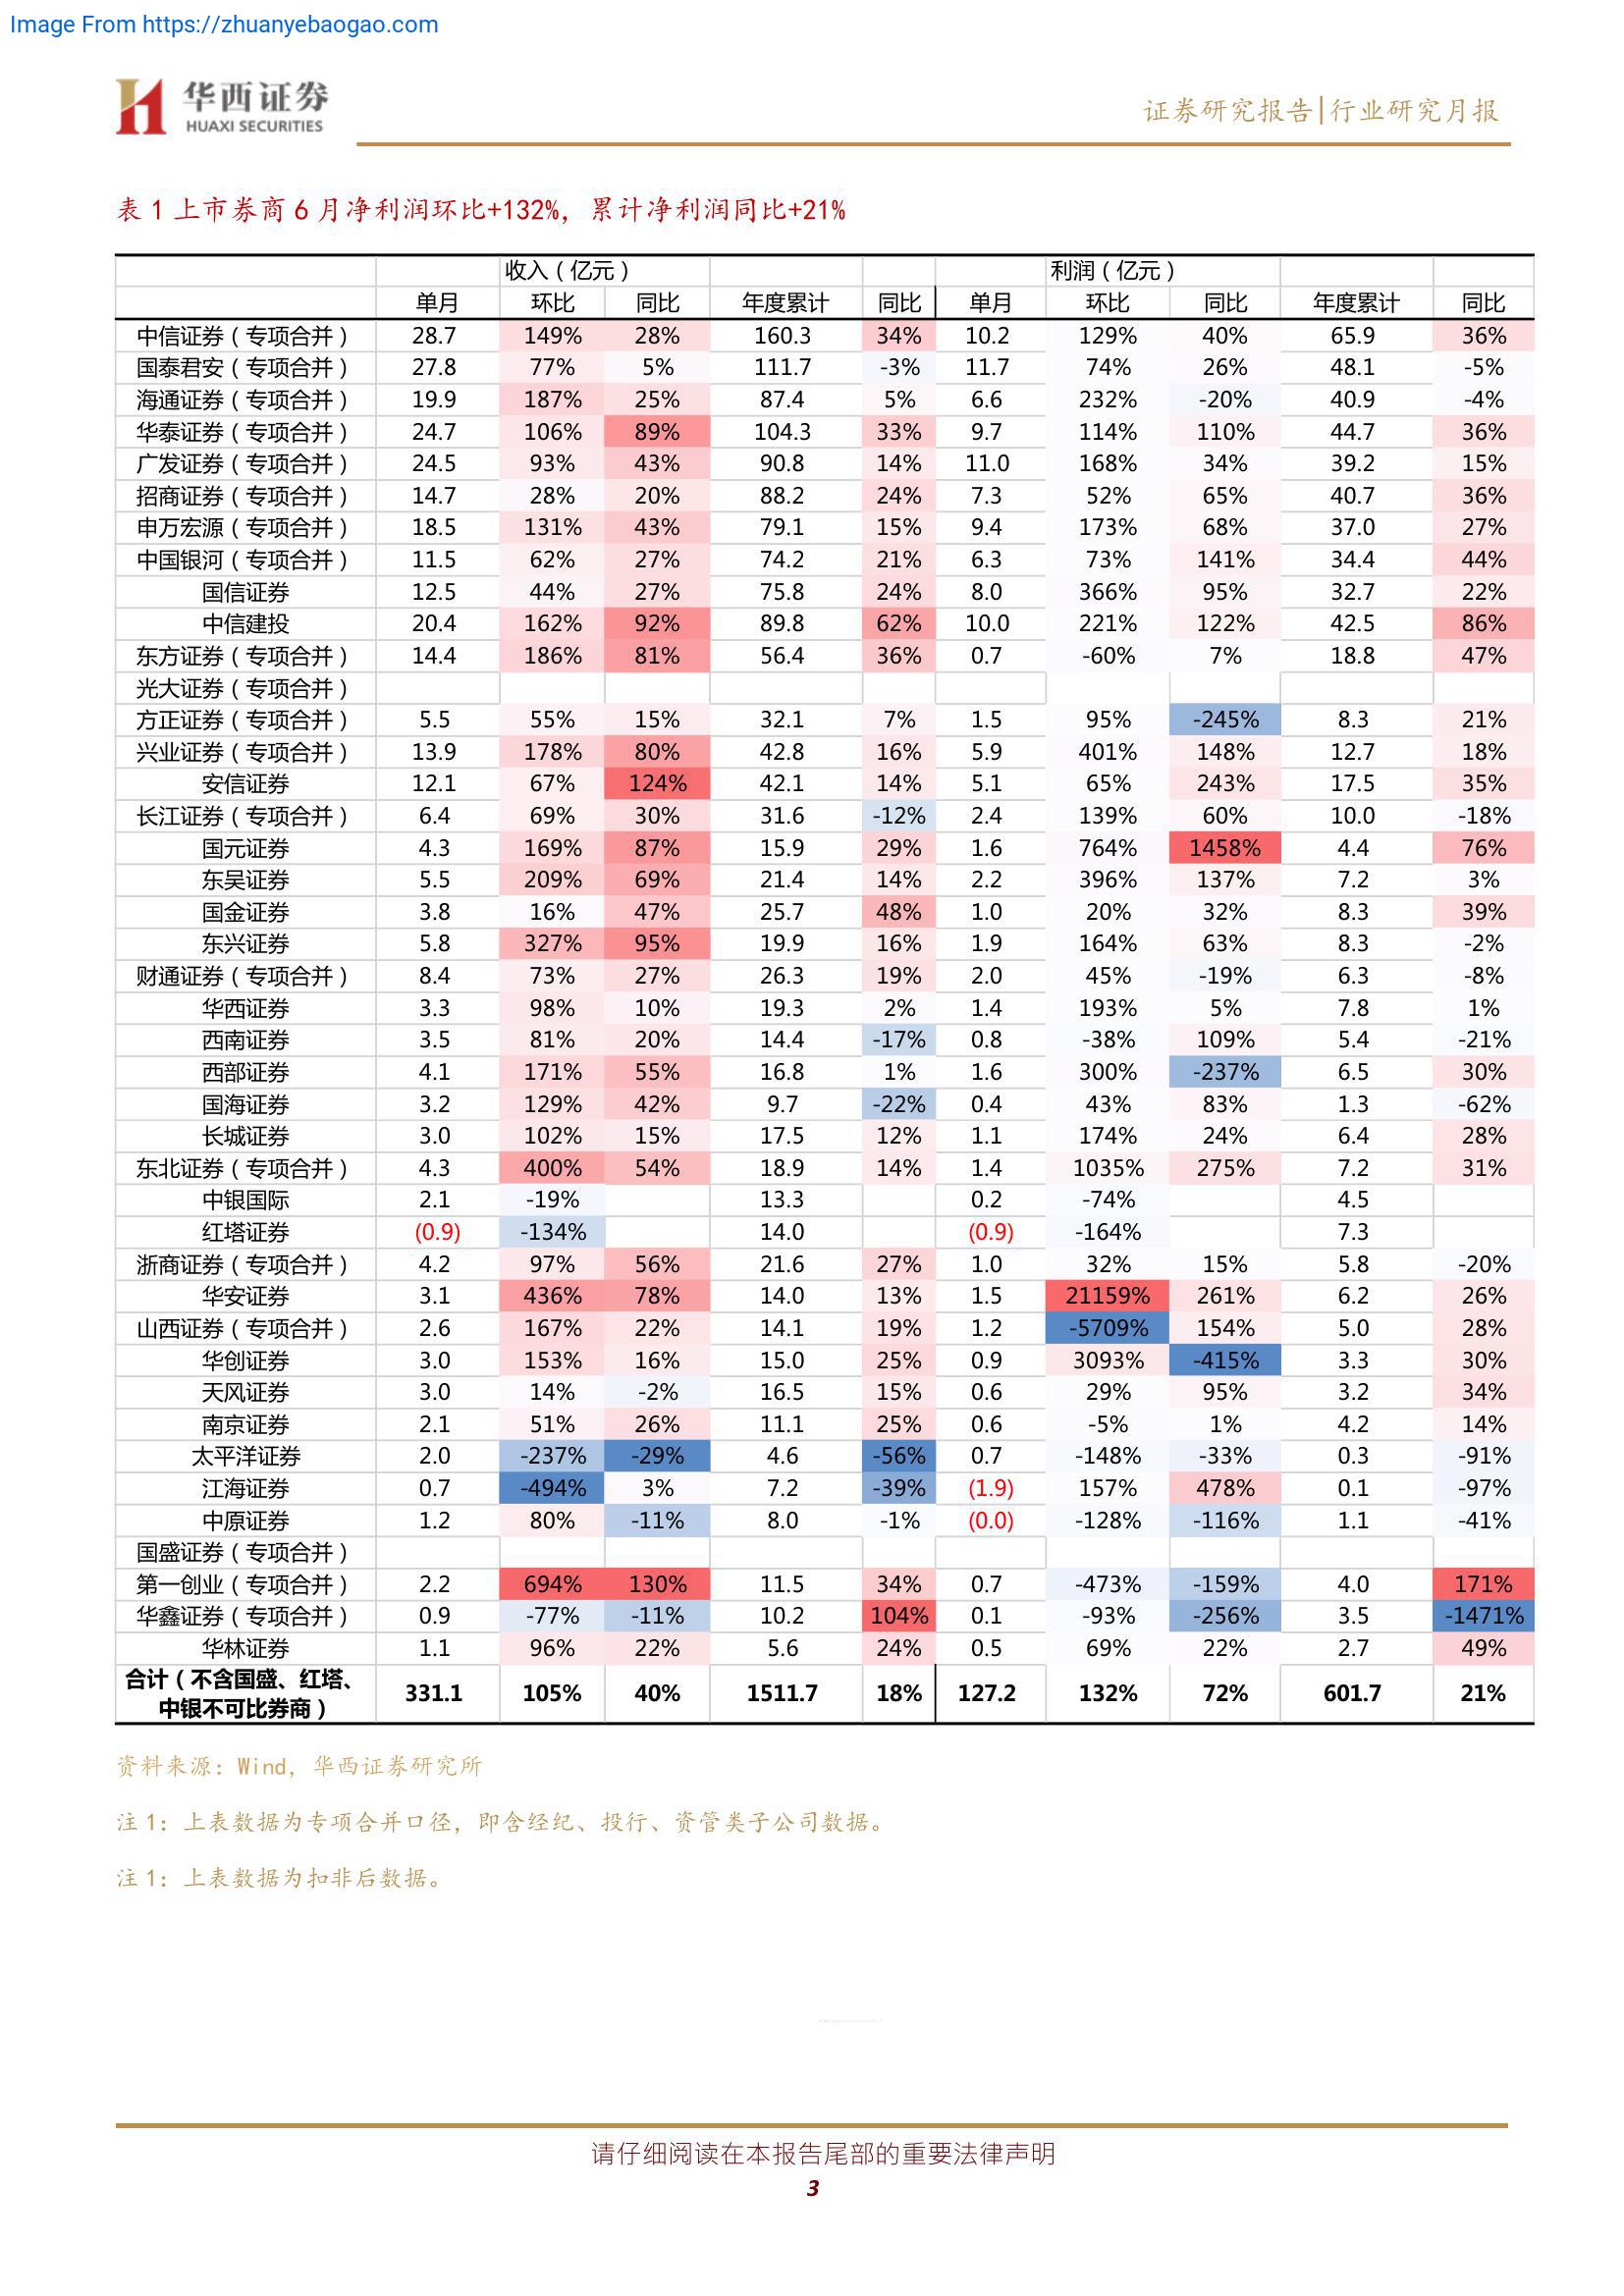 Image From https://zhuanyebaogao.com
华西证券
HUAXI SECURITIES
证券研究报告|行业研究月报
表 1 上市券商 6 月净利润环比+132%，累计净利润同比+21%
收入（亿元） 利润（亿元）
单月 环比 同比 年度累计 同比 单月 环比 同比 年度累计 同比
中信证券（专项合并） 28.7 149% 28% 160.3 34% 10.2 129% 40% 65.9 36%
国泰君安（专项合并） 27.8 77% 5% 111.7 -3% 11.7 74% 26% 48.1 -5%
海通证券（专项合并） 19.9 187% 25% 87.4 5% 6.6 232% -20% 40.9 -4%
华泰证券（专项合并） 24.7 106% 89% 104.3 33% 9.7 114% 110% 44.7 36%
广发证券（专项合并） 24.5 93% 43% 90.8 14% 11.0 168% 34% 39.2 15%
招商证券（专项合并） 14.7 28% 20% 88.2 24% 7.3 52% 65% 40.7 36%
申万宏源（专项合并） 18.5 131% 43% 79.1 15% 9.4 173% 68% 37.0 27%
中国银河（专项合并） 11.5 62% 27% 74.2 21% 6.3 73% 141% 34.4 44%
国信证券 12.5 44% 27% 75.8 24% 8.0 366% 95% 32.7 22%
中信建投 20.4 162% 92% 89.8 62% 10.0 221% 122% 42.5 86%
东方证券（专项合并） 14.4 186% 81% 56.4 36% 0.7 -60% 7% 18.8 47%
光大证券（专项合并）
方正证券（专项合并） 5.5 55% 15% 32.1 7% 1.5 95% -245% 8.3 21%
兴业证券（专项合并） 13.9 178% 80% 42.8 16% 5.9 401% 148% 12.7 18%
安信证券 12.1 67% 124% 42.1 14% 5.1 65% 243% 17.5 35%
长江证券（专项合并） 6.4 69% 30% 31.6 -12% 2.4 139% 60% 10.0 -18%
国元证券 4.3 169% 87% 15.9 29% 1.6 764% 1458% 4.4 76%
东吴证券 5.5 209% 69% 21.4 14% 2.2 396% 137% 7.2 3%
国金证券 3.8 16% 47% 25.7 48% 1.0 20% 32% 8.3 39%
东兴证券 5.8 327% 95% 19.9 16% 1.9 164% 63% 8.3 -2%
财通证券（专项合并） 8.4 73% 27% 26.3 19% 2.0 45% -19% 6.3 -8%
华西证券 3.3 98% 10% 19.3 2% 1.4 193% 5% 7.8 1%
西南证券 3.5 81% 20% 14.4 -17% 0.8 -38% 109% 5.4 -21%
西部证券 4.1 171% 55% 16.8 1% 1.6 300% -237% 6.5 30%
国海证券 3.2 129% 42% 9.7 -22% 0.4 43% 83% 1.3 -62%
长城证券 3.0 102% 15% 17.5 12% 1.1 174% 24% 6.4 28%
东北证券（专项合并） 4.3 400% 54% 18.9 14% 1.4 1035% 275% 7.2 31%
中银国际 2.1 -19% 13.3 0.2 -74% 4.5
红塔证券 (0.9) -134% 14.0 (0.9) -164% 7.3
浙商证券（专项合并） 4.2 97% 56% 21.6 27% 1.0 32% 15% 5.8 -20%
华安证券 3.1 436% 78% 14.0 13% 1.5 21159% 261% 6.2 26%
山西证券（专项合并） 2.6 167% 22% 14.1 19% 1.2 -5709% 154% 5.0 28%
华创证券 3.0 153% 16% 15.0 25% 0.9 3093% -415% 3.3 30%
天风证券 3.0 14% -2% 16.5 15% 0.6 29% 95% 3.2 34%
南京证券 2.1 51% 26% 11.1 25% 0.6 -5% 1% 4.2 14%
太平洋证券 2.0 -237% -29% 4.6 -56% 0.7 -148% -33% 0.3 -91%
江海证券 0.7 -494% 3% 7.2 -39% (1.9) 157% 478% 0.1 -97%
中原证券 1.2 80% -11% 8.0 -1% (0.0) -128% -116% 1.1 -41%
国盛证券（专项合并）
第一创业（专项合并） 2.2 694% 130% 11.5 34% 0.7 -473% -159% 4.0 171%
华鑫证券（专项合并） 0.9 -77% -11% 10.2 104% 0.1 -93% -256% 3.5 -1471%
华林证券 1.1 96% 22% 5.6 24% 0.5 69% 22% 2.7 49%
合计（不含国盛、红塔、
中银不可比券商） 331.1 105% 40% 1511.7 18% 127.2 132% 72% 601.7 21%
资料来源：Wind，华西证券研究所
注 1：上表数据为专项合并口径，即含经纪、投行、资管类子公司数据。
注 1：上表数据为扣非后数据。
请仔细阅读在本报告尾部的重要法律声明
3